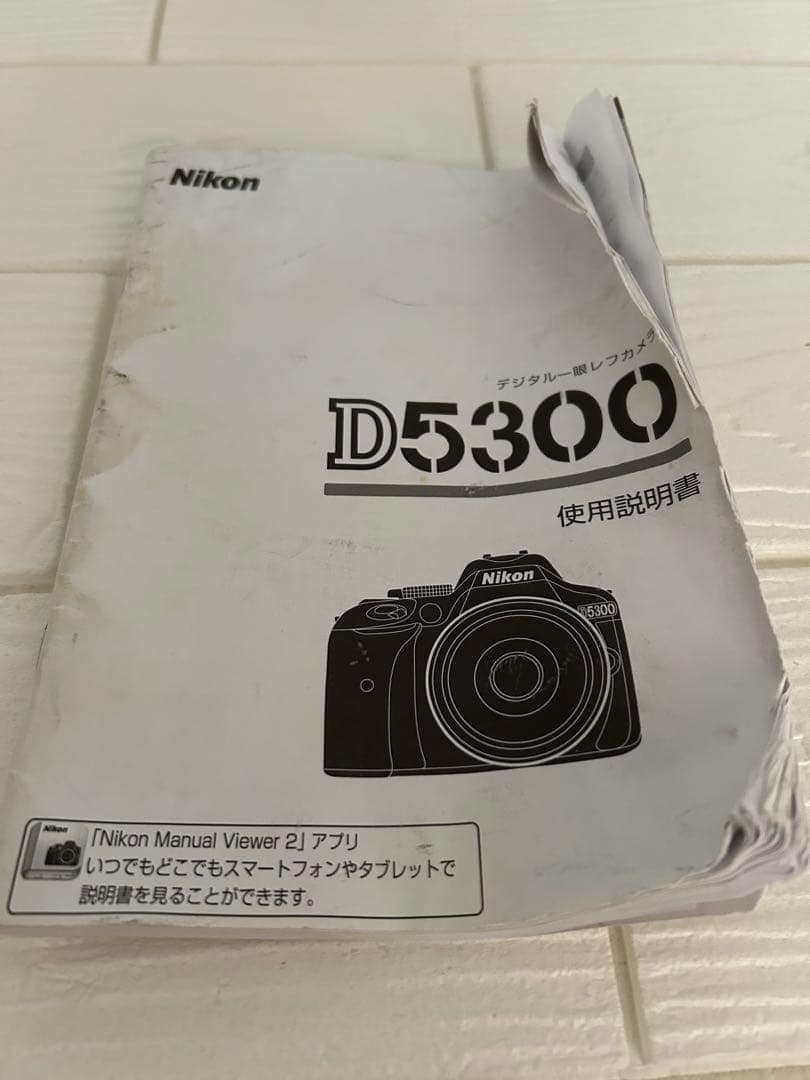 Nikon
デジタル一眼レフカメラ
D5300
使用説明書
Nikon
D5300
Nikon
「Nikon Manual Viewer 2」アプリ
いつでもどこでもスマートフォンやタブレットで
説明書を見ることができます。